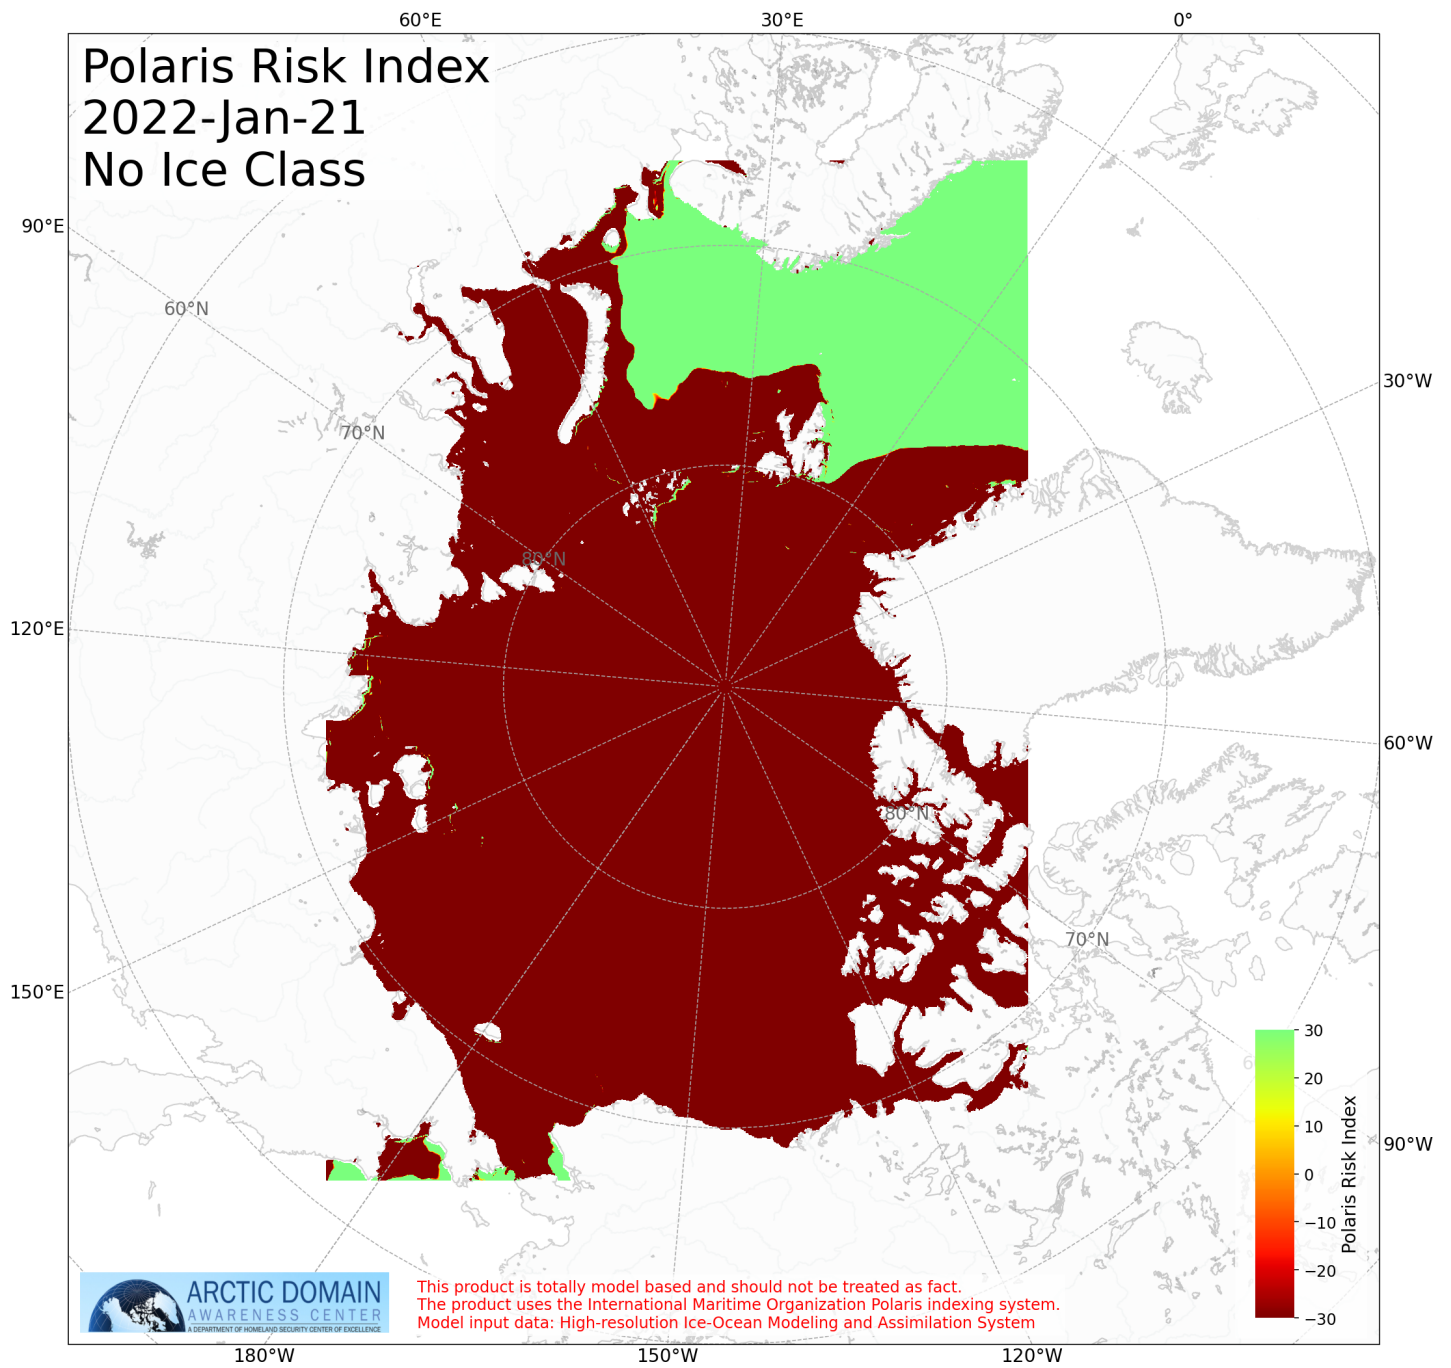 60°E
30°E
0°
Polaris Risk Index
2022-Jan-21
No Ice Class
90°E
60°N
30°W
70°N
80°N
120°E
60°W
80°N
70°N
150°E
30
20
10
0
−10
−20
−30
Polaris Risk Index
90°W
ARCTIC DOMAIN
AWARENESS CENTER
A DEPARTMENT OF HOMELAND SECURITY CENTER OF EXCELLENCE
This product is totally model based and should not be treated as fact.
The product uses the International Maritime Organization Polaris indexing system.
Model input data: High-resolution Ice-Ocean Modeling and Assimilation System
180°W
150°W
120°W